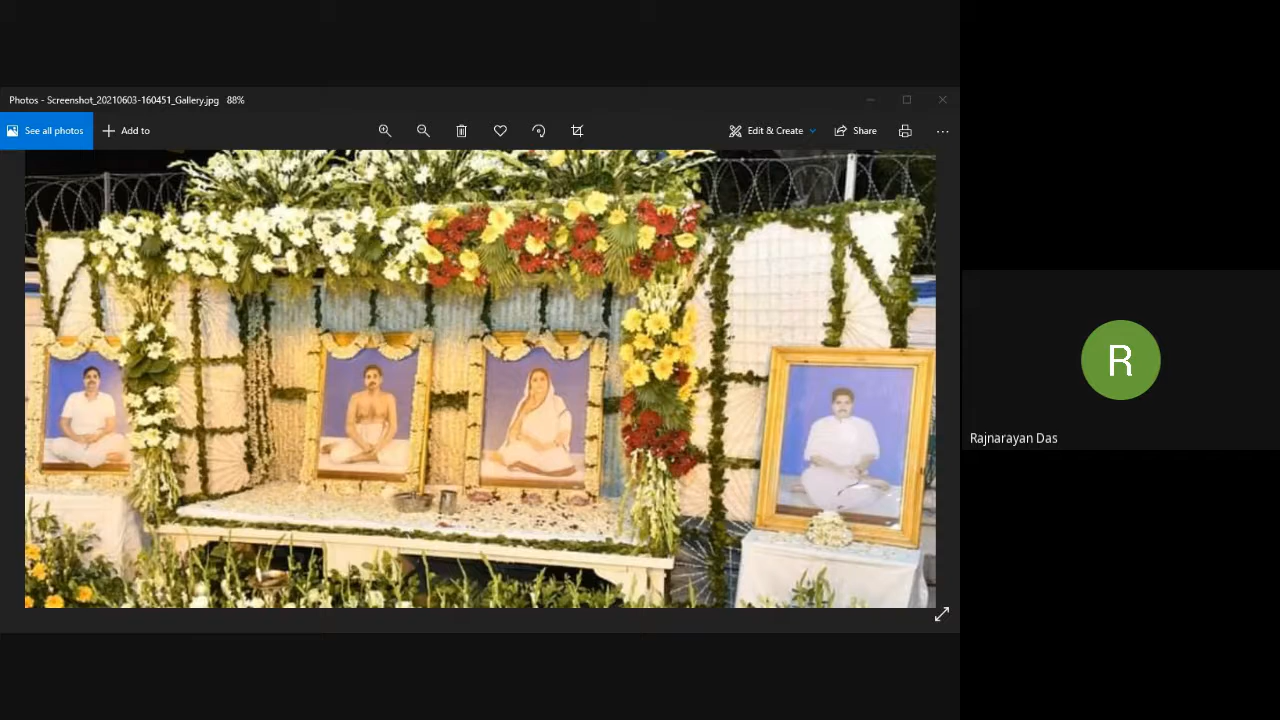 Photos - Screenshot_20210603-160451_Gallery.jpg 88%
See all photos
Add to
Edit & Create
Share
R
Rajnarayan Das